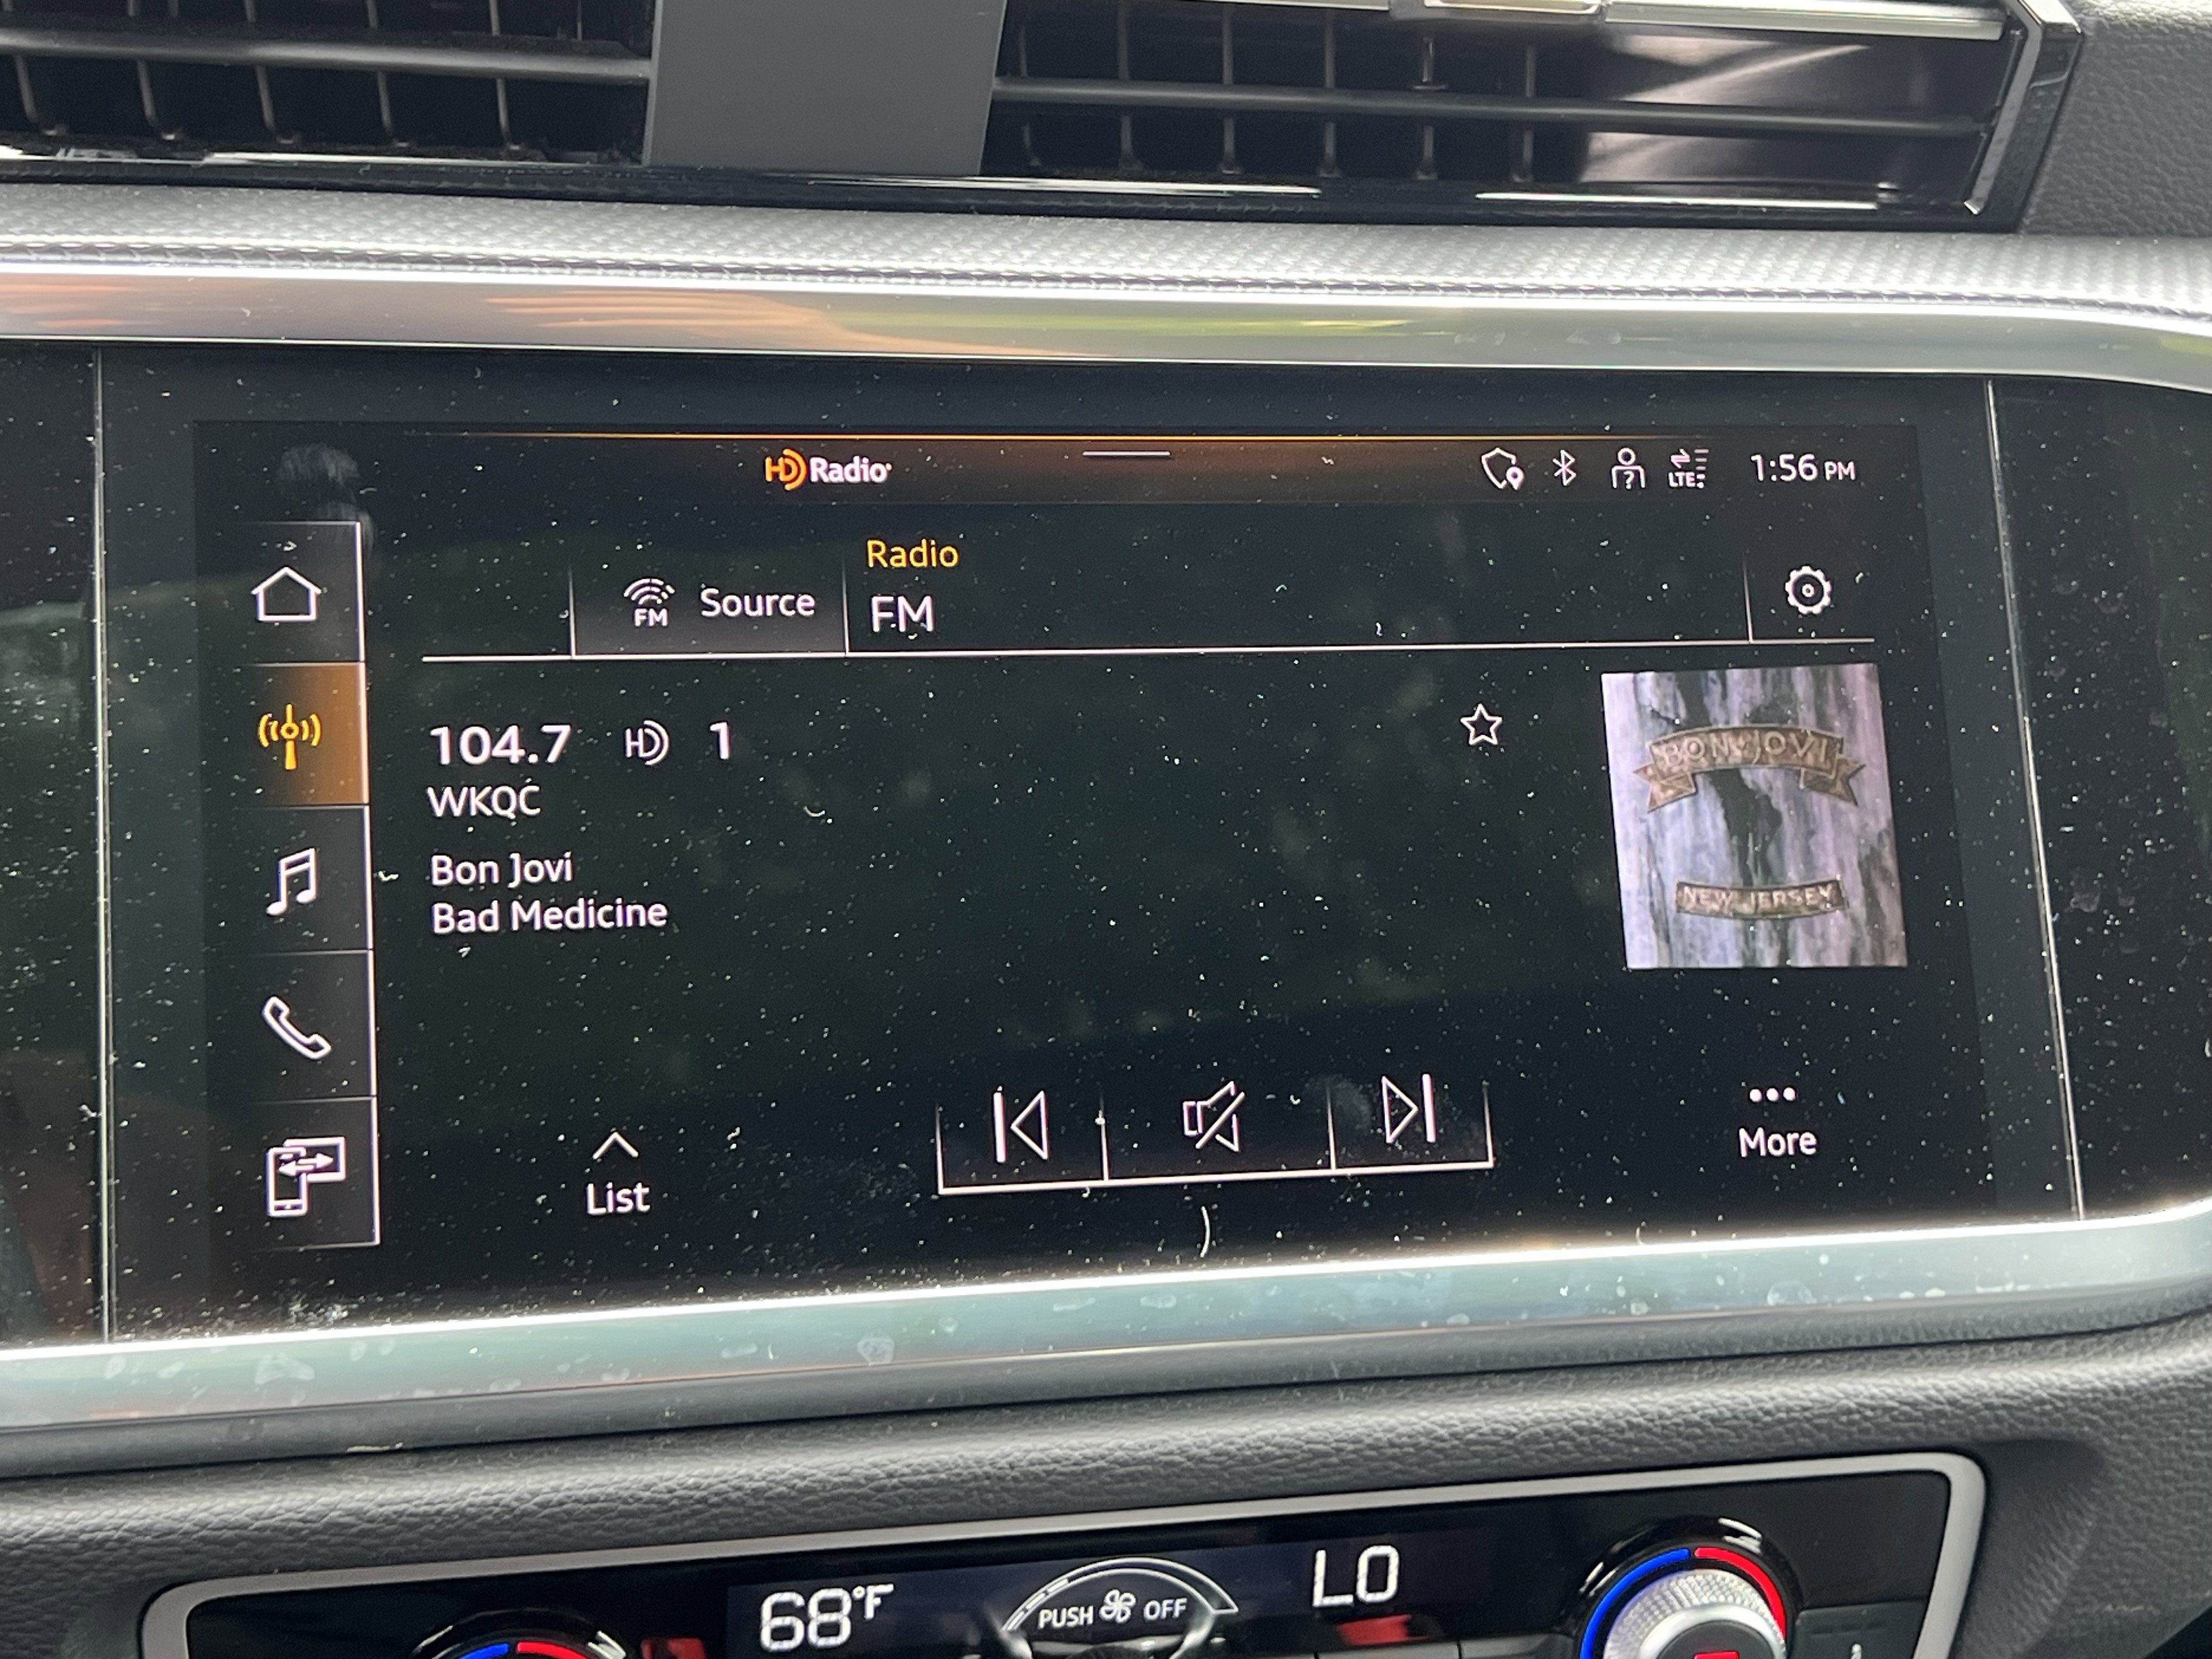 HD Radio
LTE
1:56 PM
FM
Source
Radio
FM
104.7 HD 1
WKQC
Bon Jovi
Bad Medicine
BON JOVI
NEW JERSEY
List
More
68°F
PUSH OFF
LO